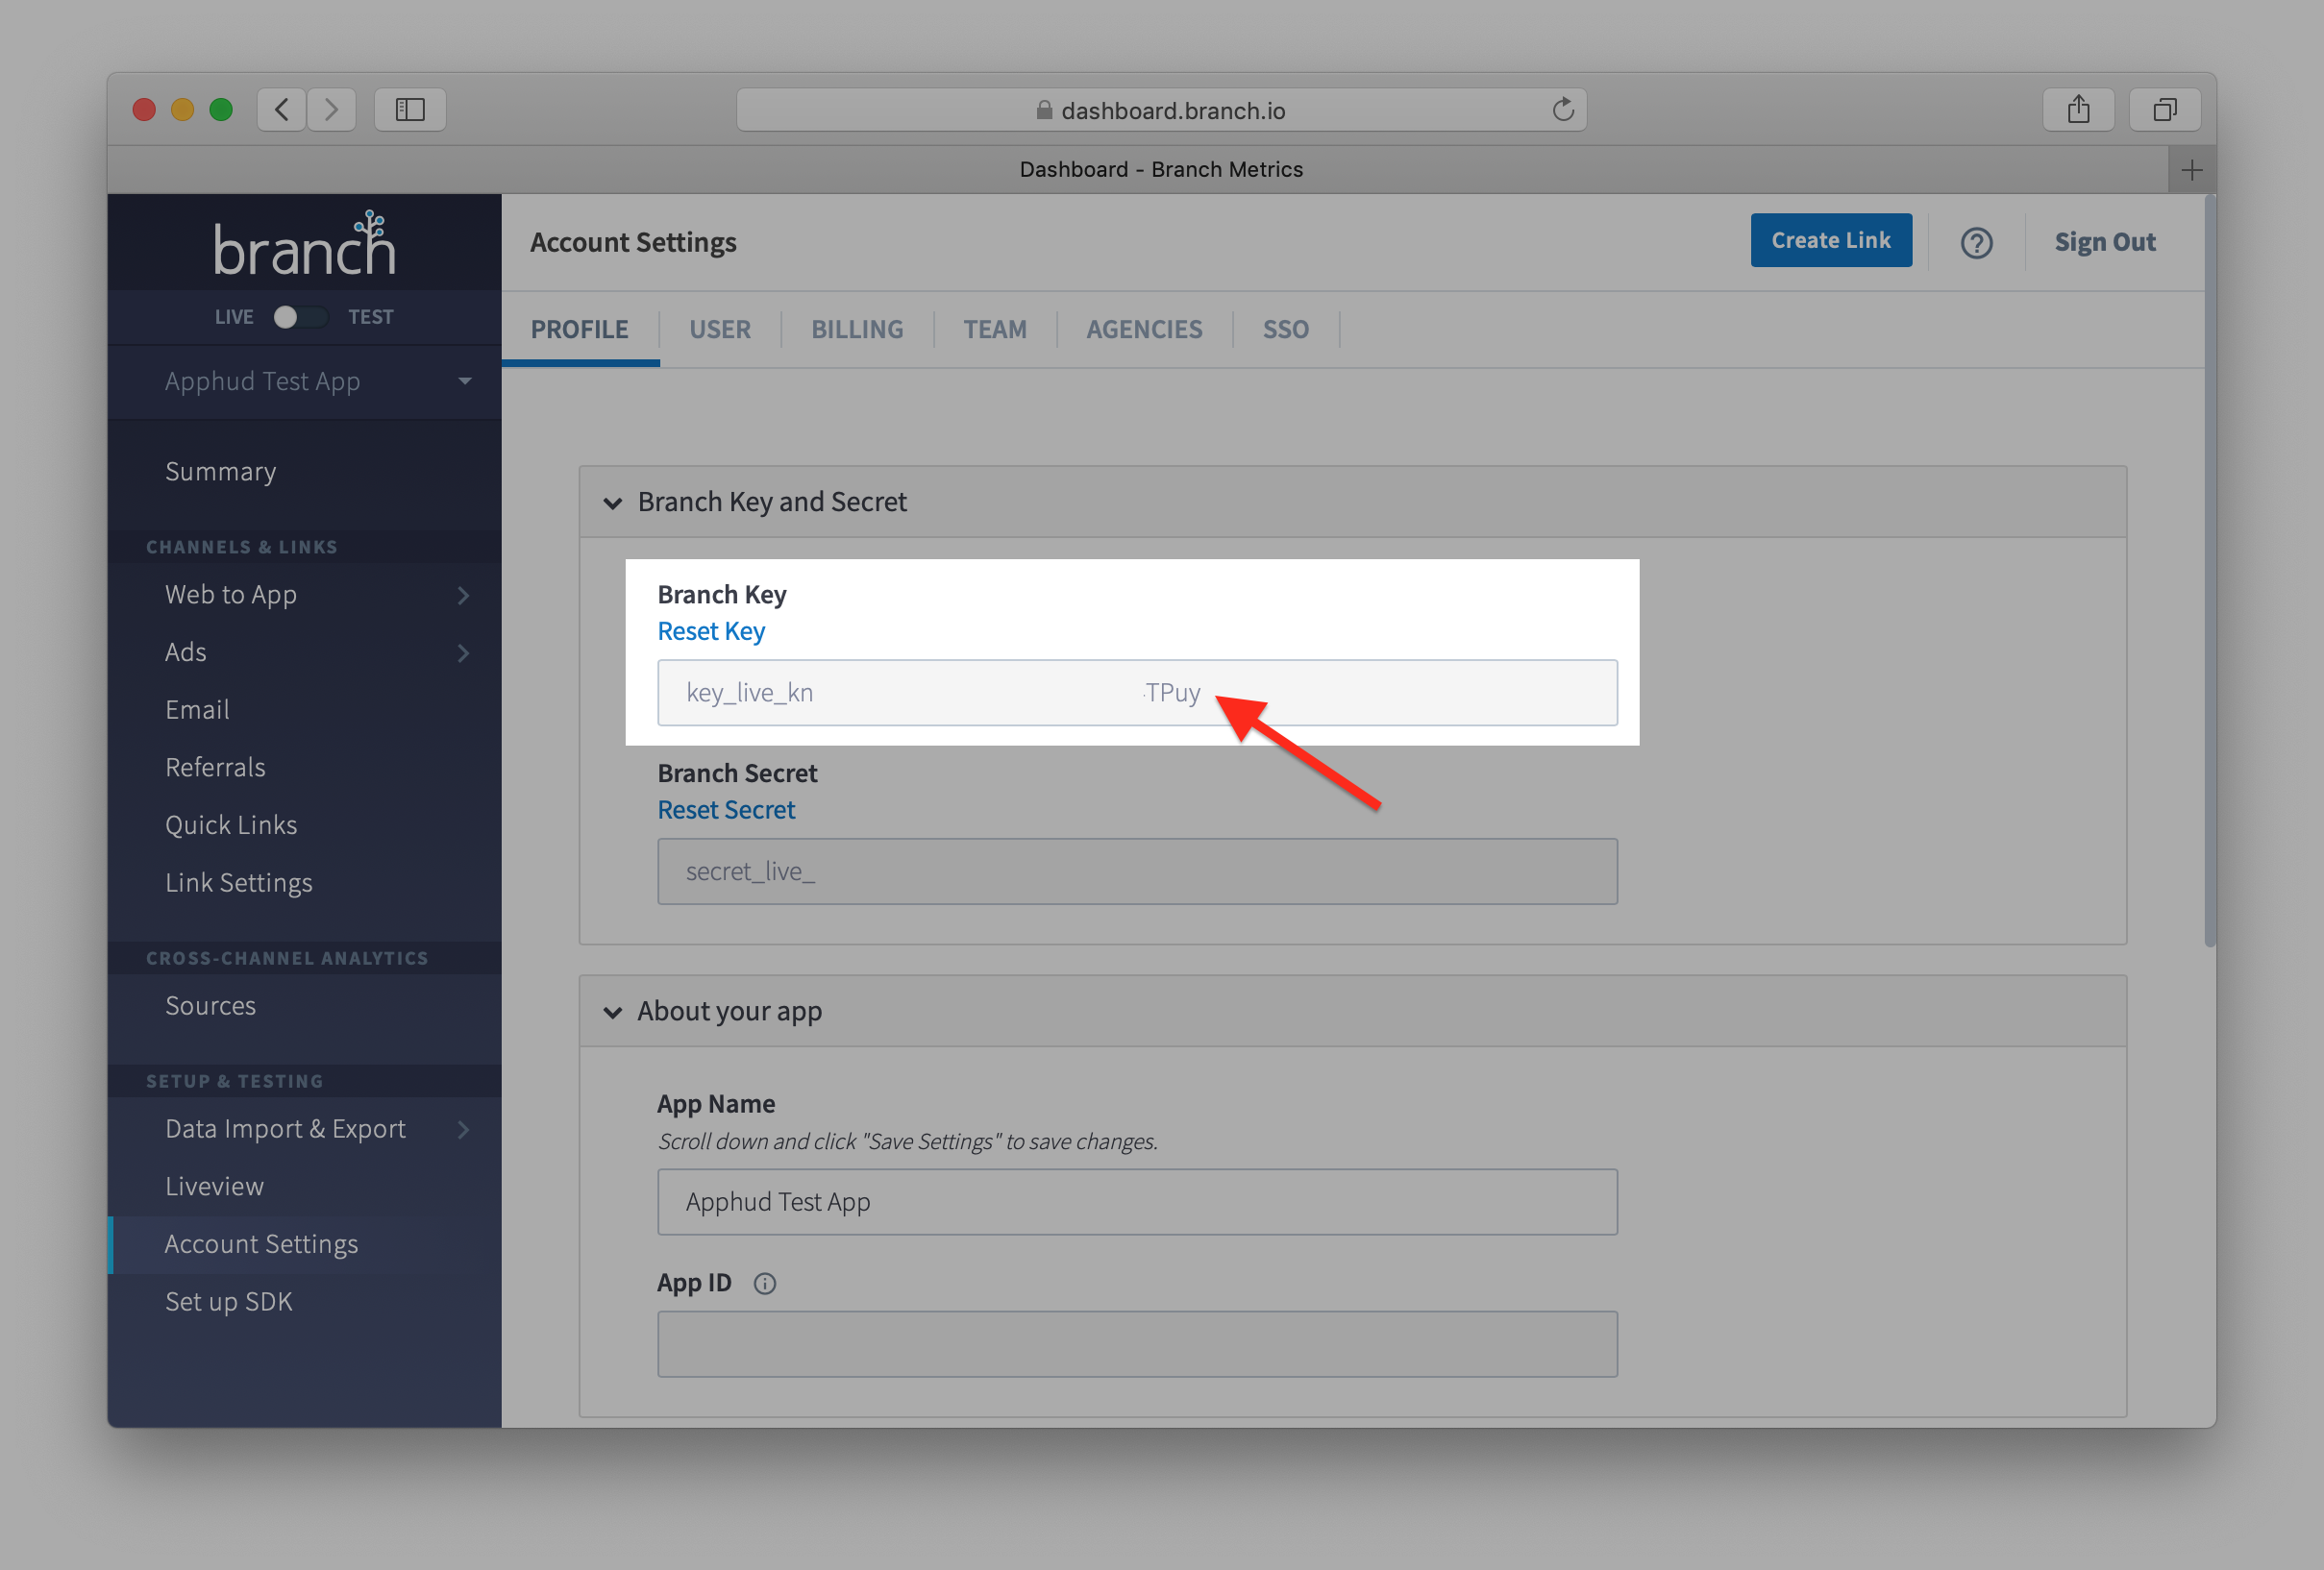 dashboard.branch.io
Dashboard - Branch Metrics
branch
LIVE TEST
Apphud Test App
Summary
CHANNELS & LINKS
Web to App
Ads
Email
Referrals
Quick Links
Link Settings
CROSS-CHANNEL ANALYTICS
Sources
SETUP & TESTING
Data Import & Export
Liveview
Account Settings
Set up SDK
Account Settings
Create Link
Sign Out
PROFILE USER BILLING TEAM AGENCIES SSO
Branch Key and Secret
Branch Key
Reset Key
key_live_kn TPuy
Branch Secret
Reset Secret
secret_live_
About your app
App Name
Scroll down and click "Save Settings" to save changes.
Apphud Test App
App ID